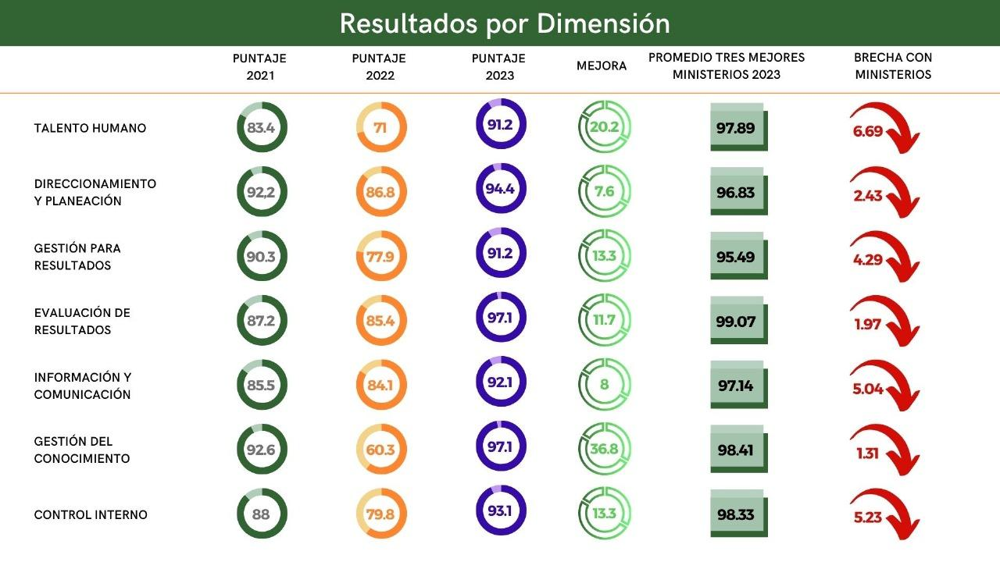 Resultados por Dimensión
PUNTAJE
2021
PUNTAJE
2022
PUNTAJE
2023
MEJORA
PROMEDIO TRES MEJORES
MINISTERIOS 2023
BRECHA CON
MINISTERIOS
TALENTO HUMANO
83.4
71
91.2
20.2
97.89
6.69
DIRECCIONAMIENTO
Y PLANEACIÓN
92,2
86.8
94.4
7.6
96.83
2.43
GESTIÓN PARA
RESULTADOS
90.3
77.9
91.2
13.3
95.49
4.29
EVALUACIÓN DE
RESULTADOS
87.2
85.4
97.1
11.7
99.07
1.97
INFORMACIÓN Y
COMUNICACIÓN
85.5
84.1
92.1
8
97.14
5.04
GESTIÓN DEL
CONOCIMIENTO
92.6
60.3
97.1
36.8
98.41
1.31
CONTROL INTERNO
88
79.8
93.1
13.3
98.33
5.23